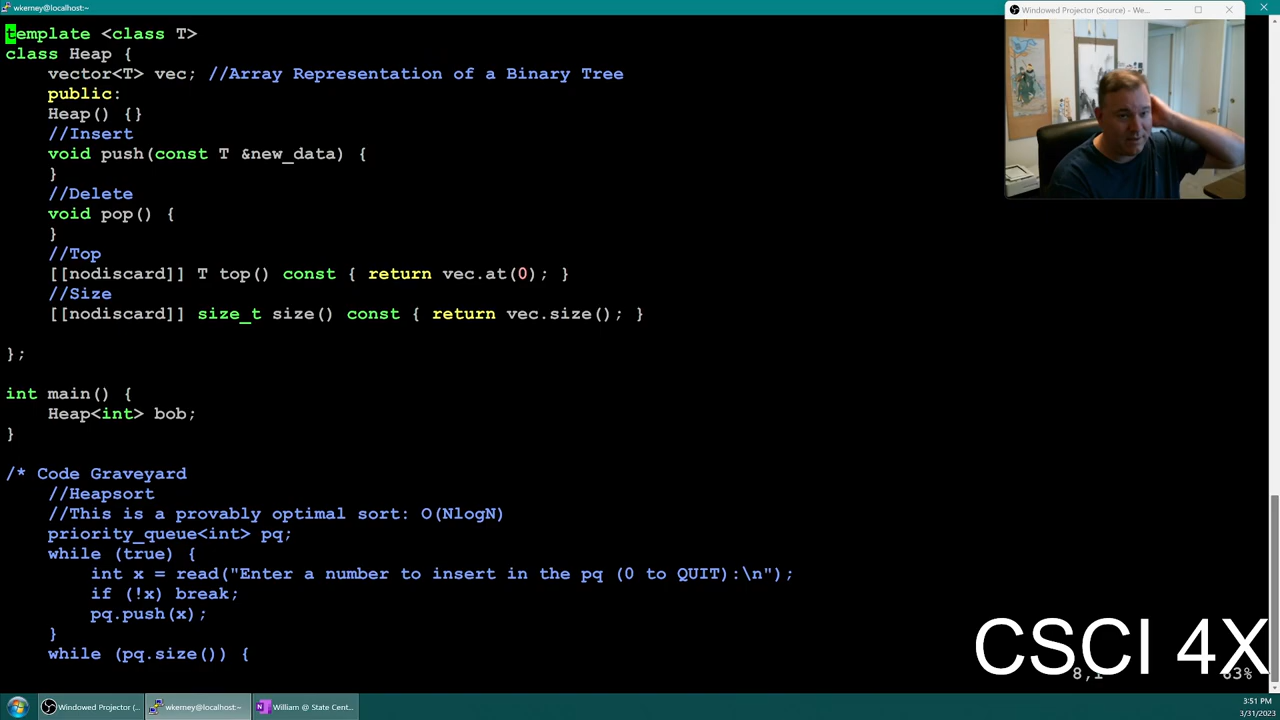 wkerney@localhost:~
Windowed Projector (Source) - We...
template <class T>
class Heap {
    vector<T> vec; //Array Representation of a Binary Tree
    public:
    Heap() {}
    //Insert
    void push(const T &new_data) {
    }
    //Delete
    void pop() {
    }
    //Top
    [[nodiscard]] T top() const { return vec.at(0); }
    //Size
    [[nodiscard]] size_t size() const { return vec.size(); }
};
int main() {
    Heap<int> bob;
}
/* Code Graveyard
    //Heapsort
    //This is a provably optimal sort: O(NlogN)
    priority_queue<int> pq;
    while (true) {
        int x = read("Enter a number to insert in the pq (0 to QUIT):\n");
        if (!x) break;
        pq.push(x);
    }
    while (pq.size()) {
CSCI 4X
8,1 63%
Windowed Projector (...
wkerney@localhost:~
William @ State Cent...
3:51 PM
3/31/2023